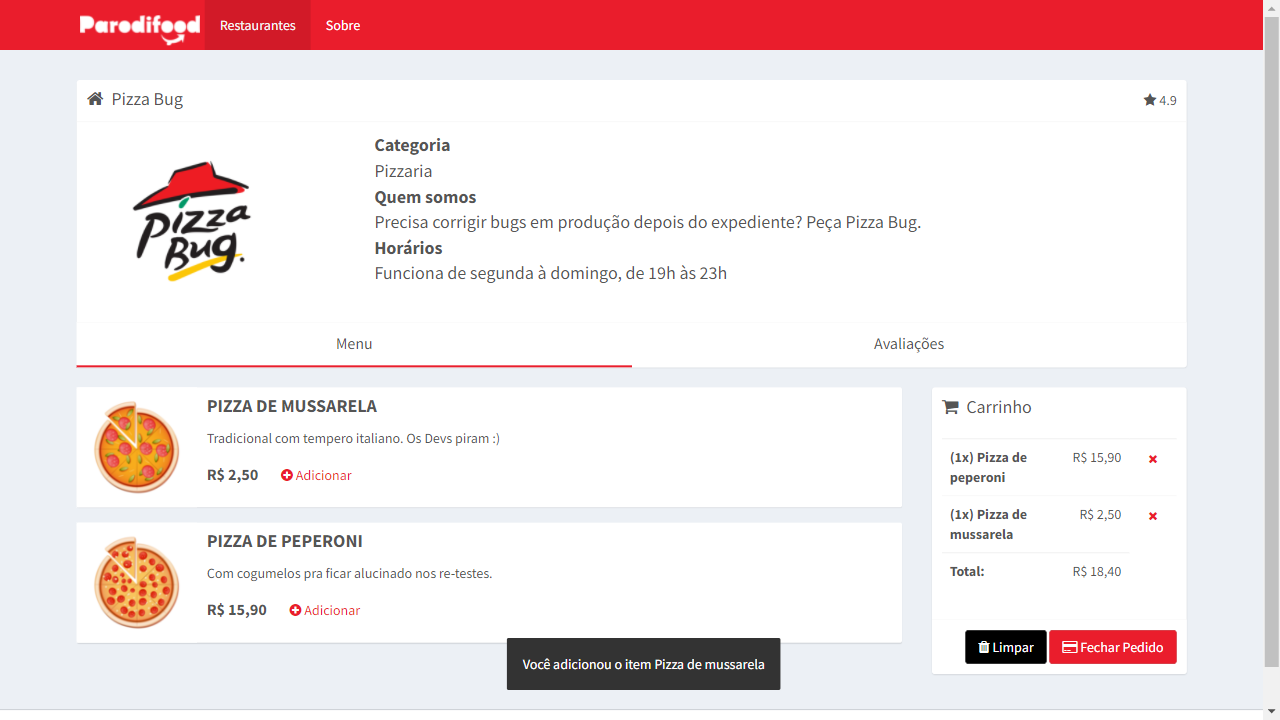 Parodifood
Restaurantes
Sobre
Pizza Bug
4.9
Pizza
Bug.
Categoria
Pizzaria
Quem somos
Precisa corrigir bugs em produção depois do expediente? Peça Pizza Bug.
Horários
Funciona de segunda à domingo, de 19h às 23h
Menu
Avaliações
PIZZA DE MUSSARELA
Tradicional com tempero italiano. Os Devs piram :)
R$ 2,50 Adicionar
PIZZA DE PEPERONI
Com cogumelos pra ficar alucinado nos re-testes.
R$ 15,90 Adicionar
Carrinho
(1x) Pizza de R$ 15,90
peperoni
(1x) Pizza de R$ 2,50
mussarela
Total: R$ 18,40
Limpar
Fechar Pedido
Você adicionou o item Pizza de mussarela